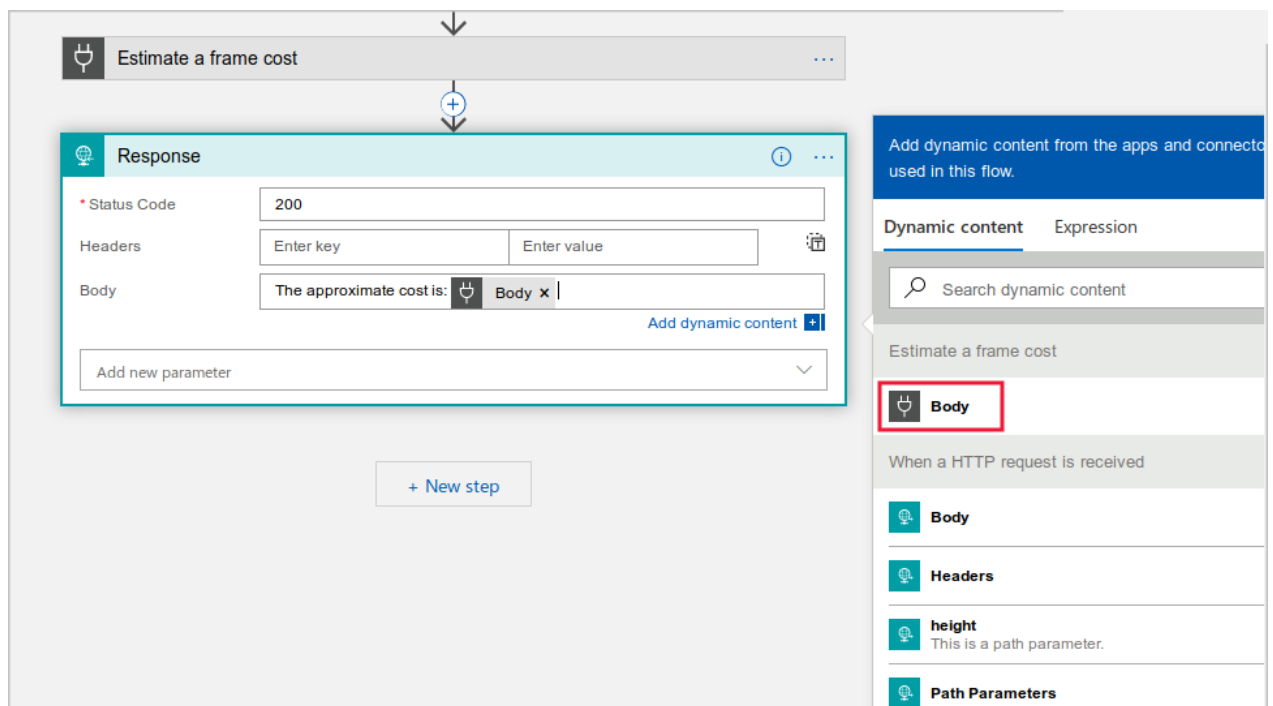 Estimate a frame cost
...
Response
...
* Status Code
200
Headers
Enter key
Enter value
Body
The approximate cost is:
Body ×
Add dynamic content +
Add new parameter
+ New step
Add dynamic content from the apps and connecto
used in this flow.
Dynamic content
Expression
Search dynamic content
Estimate a frame cost
Body
When a HTTP request is received
Body
Headers
height
This is a path parameter.
Path Parameters